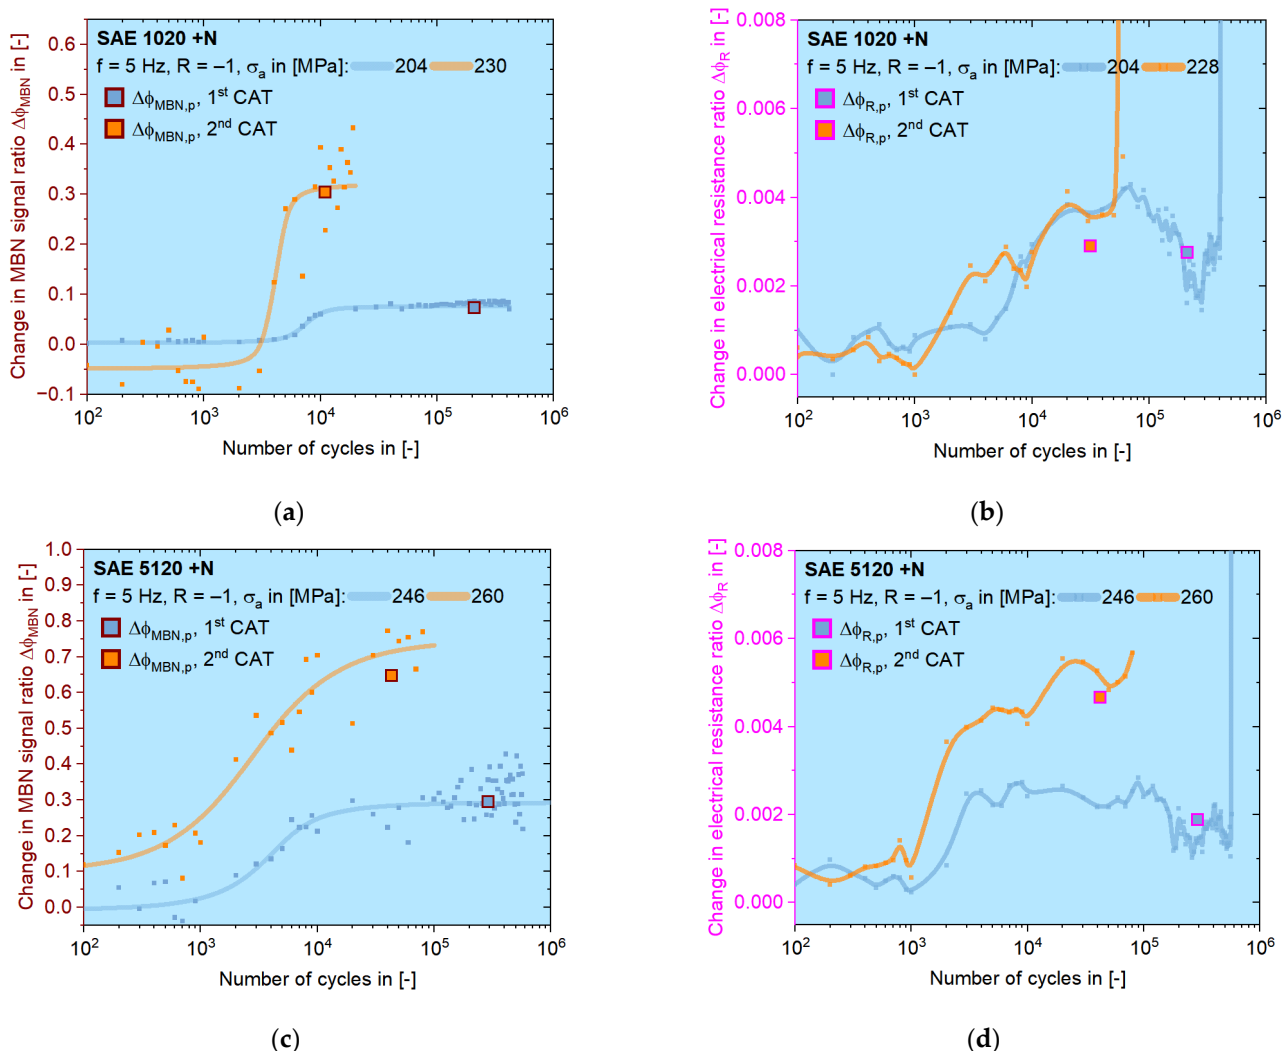 SAE 1020 +N
f = 5 Hz, R = –1, σa in [MPa]: 204 230
ΔϕMBN,p, 1st CAT
ΔϕMBN,p, 2nd CAT
Change in MBN signal ratio ΔϕMBN in [-]
0.6
0.5
0.4
0.3
0.2
0.1
0.0
−0.1
10² 10³ 10⁴ 10⁵ 10⁶
Number of cycles in [-]
(a)
SAE 1020 +N
f = 5 Hz, R = –1, σa in [MPa]: 204 228
ΔϕR,p, 1st CAT
ΔϕR,p, 2nd CAT
Change in electrical resistance ratio ΔϕR in [-]
0.008
0.006
0.004
0.002
0.000
10² 10³ 10⁴ 10⁵ 10⁶
Number of cycles in [-]
(b)
SAE 5120 +N
f = 5 Hz, R = –1, σa in [MPa]: 246 260
ΔϕMBN,p, 1st CAT
ΔϕMBN,p, 2nd CAT
Change in MBN signal ratio ΔϕMBN in [-]
1.0
0.9
0.8
0.7
0.6
0.5
0.4
0.3
0.2
0.1
0.0
10² 10³ 10⁴ 10⁵ 10⁶
Number of cycles in [-]
(c)
SAE 5120 +N
f = 5 Hz, R = –1, σa in [MPa]: 246 260
ΔϕR,p, 1st CAT
ΔϕR,p, 2nd CAT
Change in electrical resistance ratio ΔϕR in [-]
0.008
0.006
0.004
0.002
0.000
10² 10³ 10⁴ 10⁵ 10⁶
Number of cycles in [-]
(d)